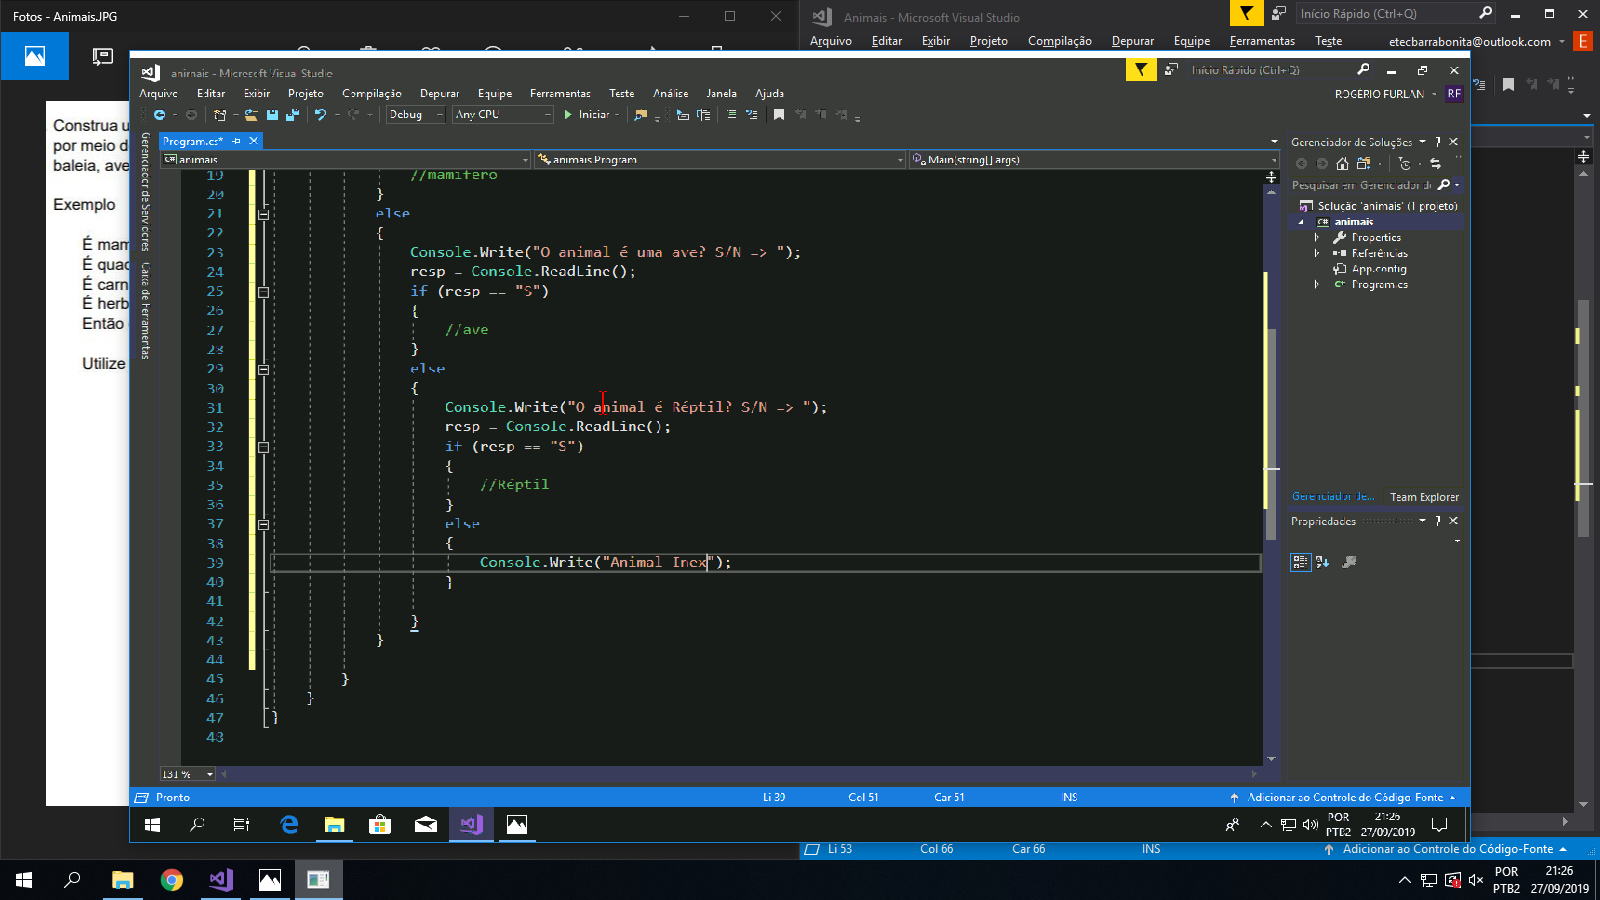 Fotos - AnimaisJPG
Animais - Microsoft Visual Studio
Início Rápido (Ctrl+Q)
Arquivo Editar Exibir Projeto Compilação Depurar Equipe Ferramentas Teste
etecbarrabonita@outlook.com E
animais - Microsoft Visual Studio
Início Rápido (Ctrl+Q)
Arquivo Editar Exibir Projeto Compilação Depurar Equipe Ferramentas Teste Análise Janela Ajuda
ROGÉRIO FURLAN RF
Debug Any CPU Iniciar
Construa u
por meio d
baleia, ave
Exemplo
É mam
É quad
É carn
É herb
Então
Utilize
Gerenciador de Servidores
Caixa de Ferramentas
Program.cs*
animais animais.Program Main(string[] args)
19 //mamifero
20 }
21 else
22 {
23 Console.Write("O animal é uma ave? S/N => ");
24 resp = Console.ReadLine();
25 if (resp == "S")
26 {
27 //ave
28 }
29 else
30 {
31 Console.Write("O animal é Réptil? S/N => ");
32 resp = Console.ReadLine();
33 if (resp == "S")
34 {
35 //Réptil
36 }
37 else
38 {
39 Console.Write("Animal Inex");
40 }
41
42 }
43 }
44
45 }
46 }
47 }
48
131 %
Gerenciador de Soluções
Pesquisar em Gerenciador de
Solução 'animais' (1 projeto)
animais
Properties
Referências
App.config
Program.cs
Gerenciador de... Team Explorer
Propriedades
Pronto Li 39 Col 51 Car 51 INS Adicionar ao Controle do Código-Fonte
POR
PTB2
21:26
27/09/2019
Li 53 Col 66 Car 66 INS Adicionar ao Controle do Código-Fonte
POR
PTB2
21:26
27/09/2019